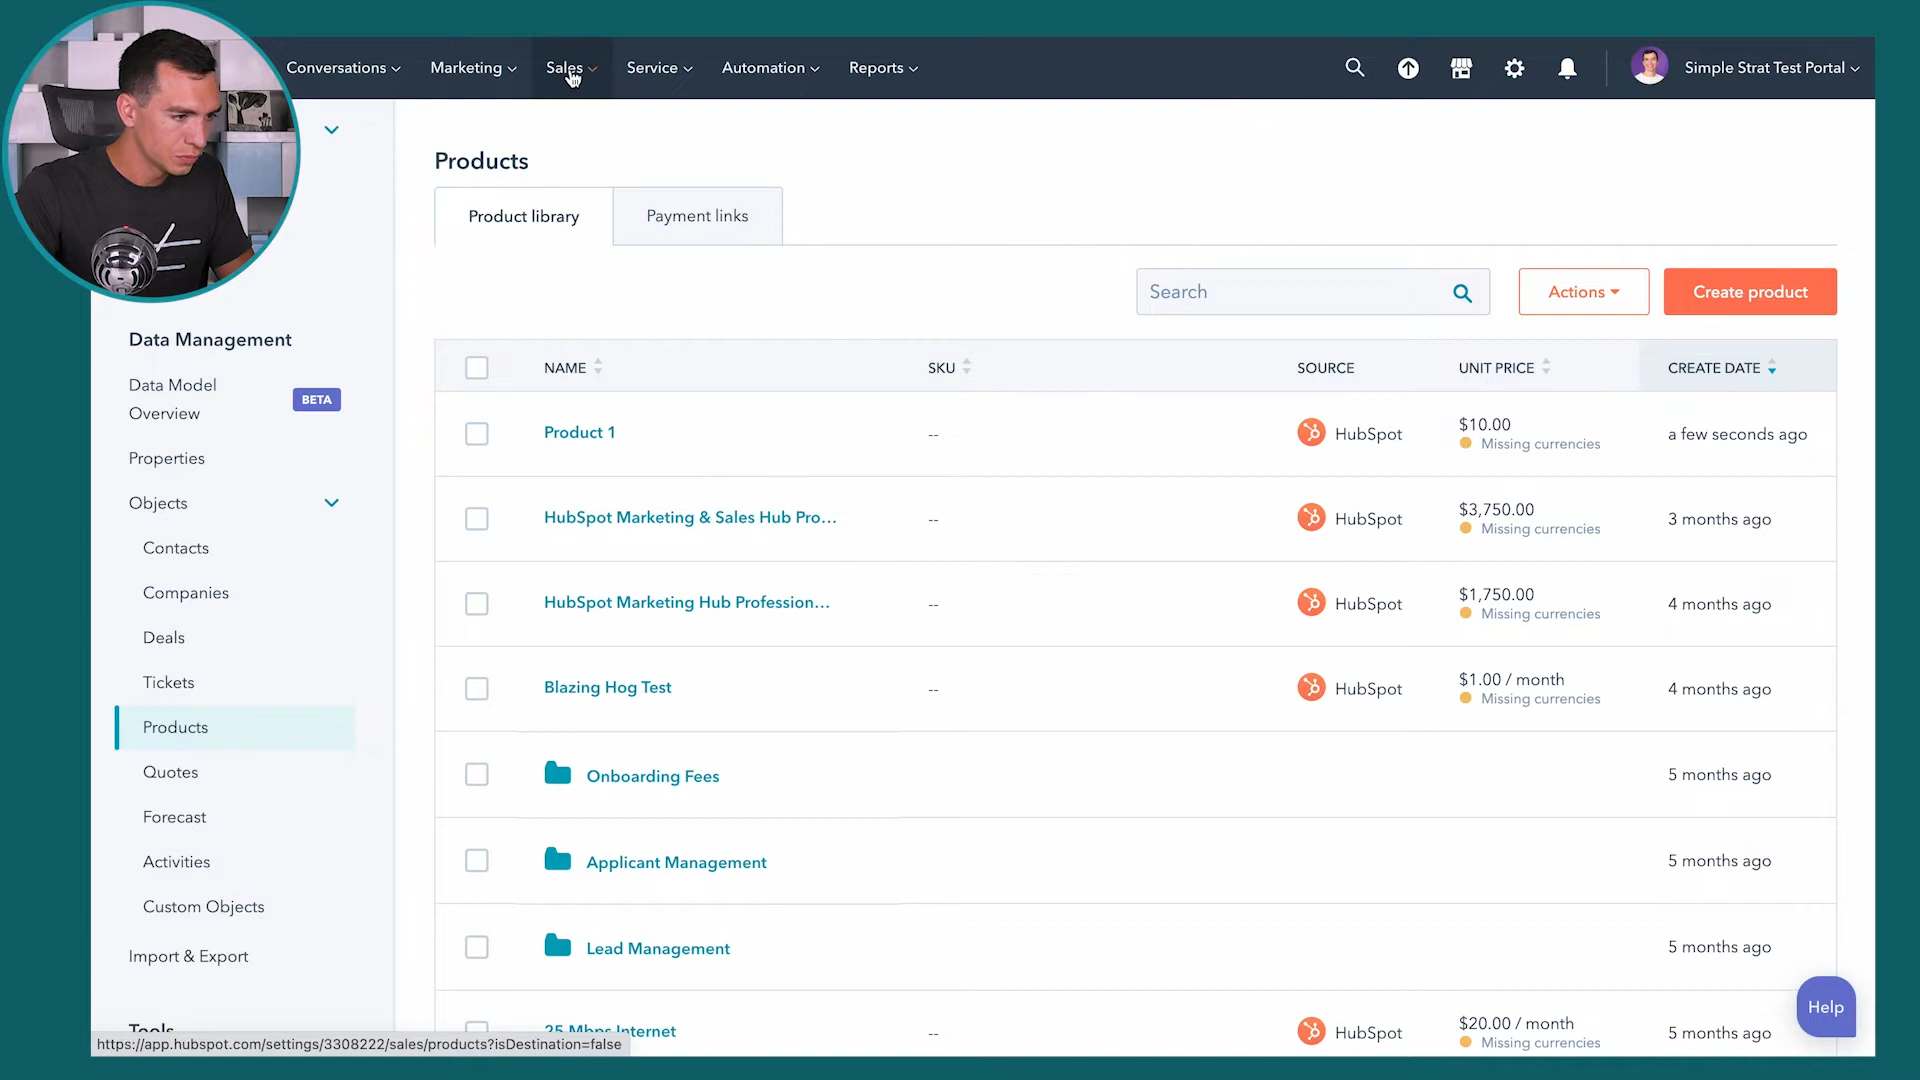 Conversations Marketing Sales Service Automation Reports Simple Strat Test Portal
Products
Product library Payment links
Search Actions Create product
Data Management
Data Model
Overview
BETA
Properties
Objects
Contacts
Companies
Deals
Tickets
Products
Quotes
Forecast
Activities
Custom Objects
Import & Export
Tools
NAME SKU SOURCE UNIT PRICE CREATE DATE
Product 1 -- HubSpot $10.00 a few seconds ago
Missing currencies
HubSpot Marketing & Sales Hub Pro... -- HubSpot $3,750.00 3 months ago
Missing currencies
HubSpot Marketing Hub Profession... -- HubSpot $1,750.00 4 months ago
Missing currencies
Blazing Hog Test -- HubSpot $1.00 / month 4 months ago
Missing currencies
Onboarding Fees 5 months ago
Applicant Management 5 months ago
Lead Management 5 months ago
25 Mbps Internet -- HubSpot $20.00 / month 5 months ago
Missing currencies
Help
https://app.hubspot.com/settings/3308222/sales/products?isDestination=false